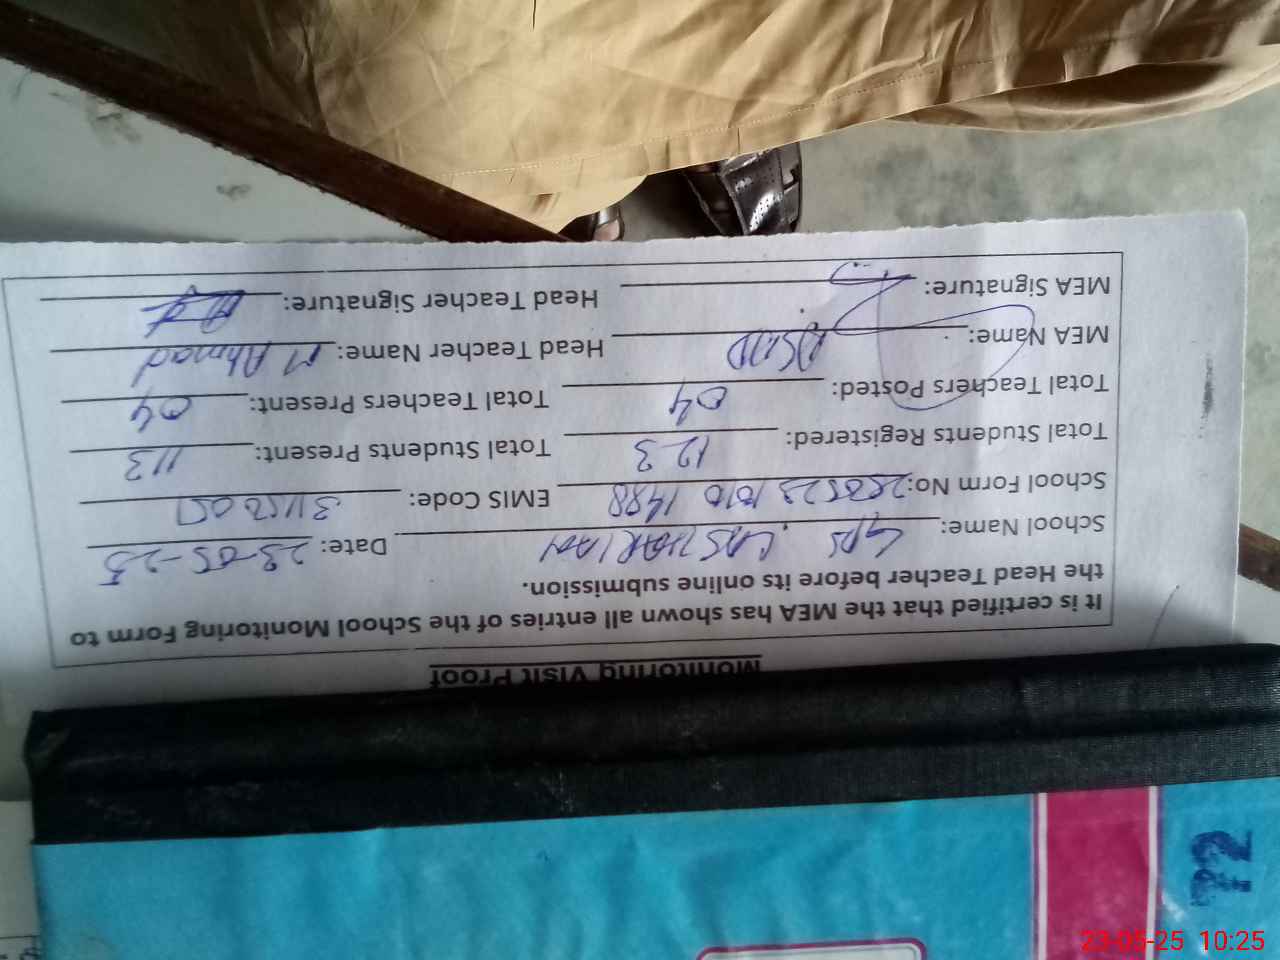 Monitoring Visit Proof
It is certified that the MEA has shown all entries of the School Monitoring Form to
the Head Teacher before its online submission.
School Name: GPS Date: 23-05-25
School Form No: EMIS Code:
Total Students Registered: 123 Total Students Present: 113
Total Teachers Posted: 04 Total Teachers Present: 04
MEA Name: Head Teacher Name: M Ahmad
MEA Signature: Head Teacher Signature:
72
23-05-25 10:25